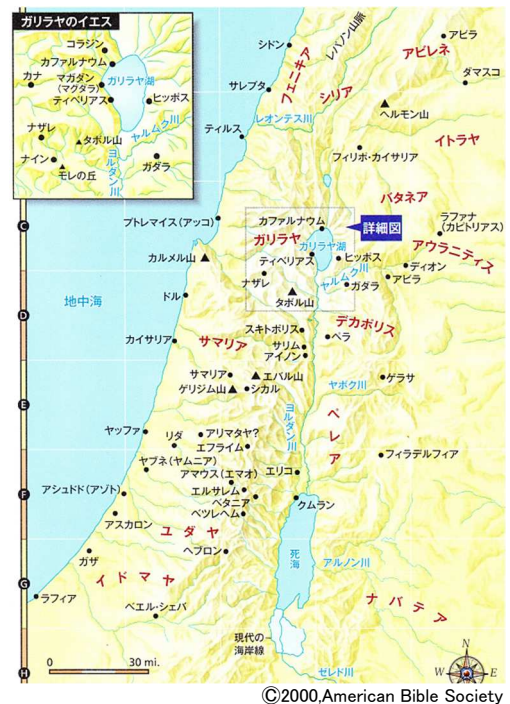 ガリラヤのイエス
コラジン
カファルナウム
カナ
マガダン
(マグダラ)
ガリラヤ湖
ティベリアス
ヒッポス
ナザレ
タボル山
ヤルムク川
ナイン
モレの丘
ヨルダン川
ガダラ
シドン
レバノン山脈
アビレネ
アビラ
フェニキア
サレプタ
シリア
ダマスコ
レオンテス川
ヘルモン山
ティルス
イトラヤ
フィリポ・カイサリア
バタネア
プトレマイス(アッコ)
カファルナウム
詳細図
ラファナ
(カピトリアス)
ガリラヤ
ガリラヤ湖
アウラニティス
カルメル山
ティベリアス
ヒッポス
ディオン
ナザレ
ヤルムク川
ガダラ
アビラ
地中海
ドル
タボル山
スキトポリス
デカポリス
カイサリア
サマリア
サリム
ペラ
アイノン
サマリア
エバル山
ヤボク川
ゲラサ
ゲリジム山
シカル
ヨルダン川
ペレア
ヤッファ
リダ
アリマタヤ?
エフライム
フィラデルフィア
ヤブネ(ヤムニア)
アマウス(エマオ)
エリコ
エルサレム
アシュドド(アゾト)
ベタニア
クムラン
アスカロン
ベツレヘム
ユダヤ
ガザ
ヘブロン
死海
アルノン川
イドマヤ
ラフィア
ベエル・シェバ
ナバテア
現代の
海岸線
ゼレド川
C
D
E
F
G
H
0 30 mi.
N
W E
S
©2000,American Bible Society